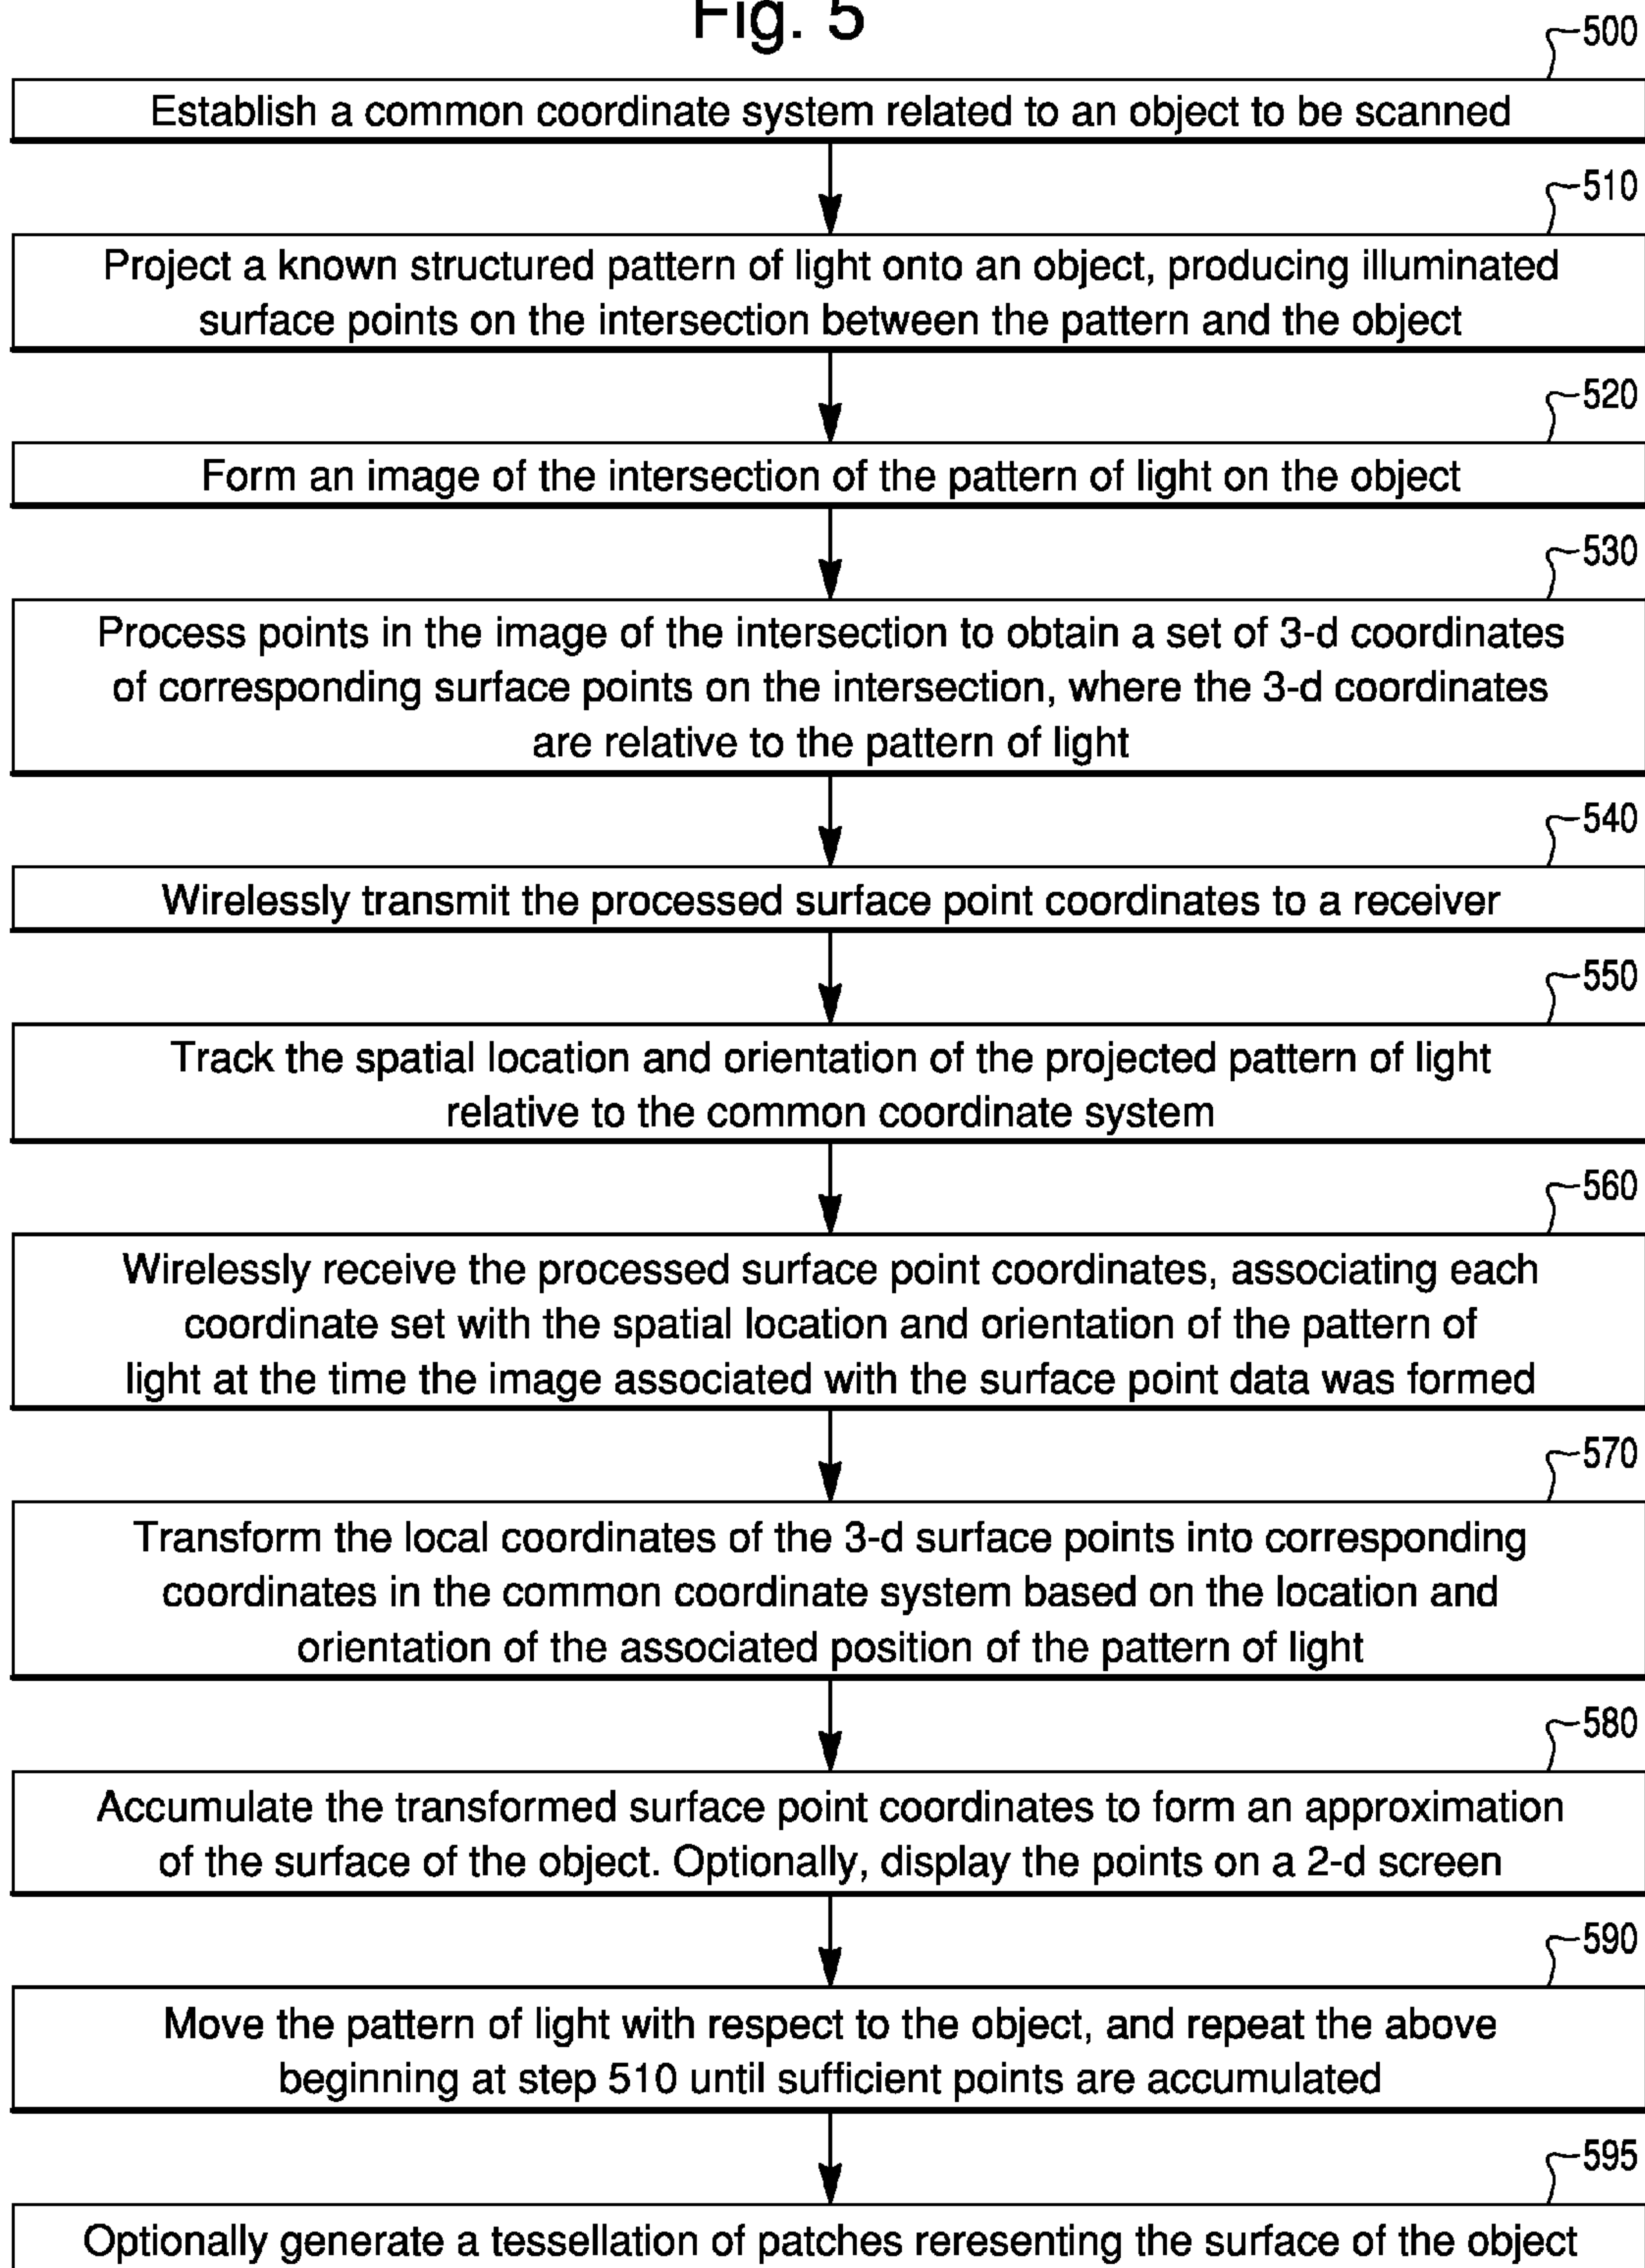 Fig. 5
500
Establish a common coordinate system related to an object to be scanned
510
Project a known structured pattern of light onto an object, producing illuminated
surface points on the intersection between the pattern and the object
520
Form an image of the intersection of the pattern of light on the object
530
Process points in the image of the intersection to obtain a set of 3-d coordinates
of corresponding surface points on the intersection, where the 3-d coordinates
are relative to the pattern of light
540
Wirelessly transmit the processed surface point coordinates to a receiver
550
Track the spatial location and orientation of the projected pattern of light
relative to the common coordinate system
560
Wirelessly receive the processed surface point coordinates, associating each
coordinate set with the spatial location and orientation of the pattern of
light at the time the image associated with the surface point data was formed
570
Transform the local coordinates of the 3-d surface points into corresponding
coordinates in the common coordinate system based on the location and
orientation of the associated position of the pattern of light
580
Accumulate the transformed surface point coordinates to form an approximation
of the surface of the object. Optionally, display the points on a 2-d screen
590
Move the pattern of light with respect to the object, and repeat the above
beginning at step 510 until sufficient points are accumulated
595
Optionally generate a tessellation of patches reresenting the surface of the object